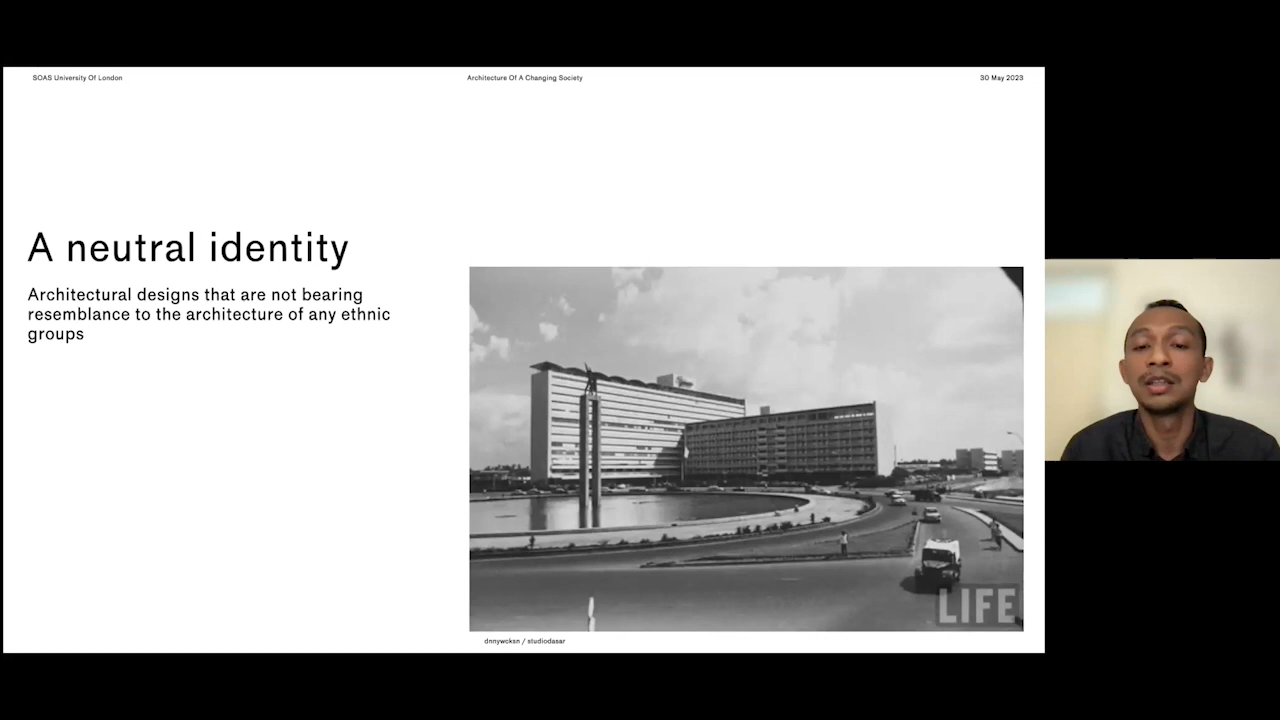 SOAS University Of London
Architecture Of A Changing Society
30 May 2023
A neutral identity
Architectural designs that are not bearing
resemblance to the architecture of any ethnic
groups
LIFE
dnnywcksn / studiodasar